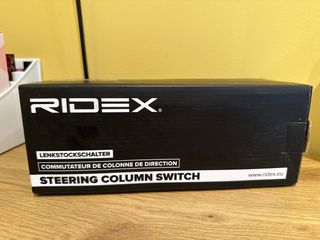 RIDEX®
LENKSTOCKSCHALTER
COMMUTATEUR DE COLONNE DE DIRECTION
STEERING COLUMN SWITCH
www.ridex.eu